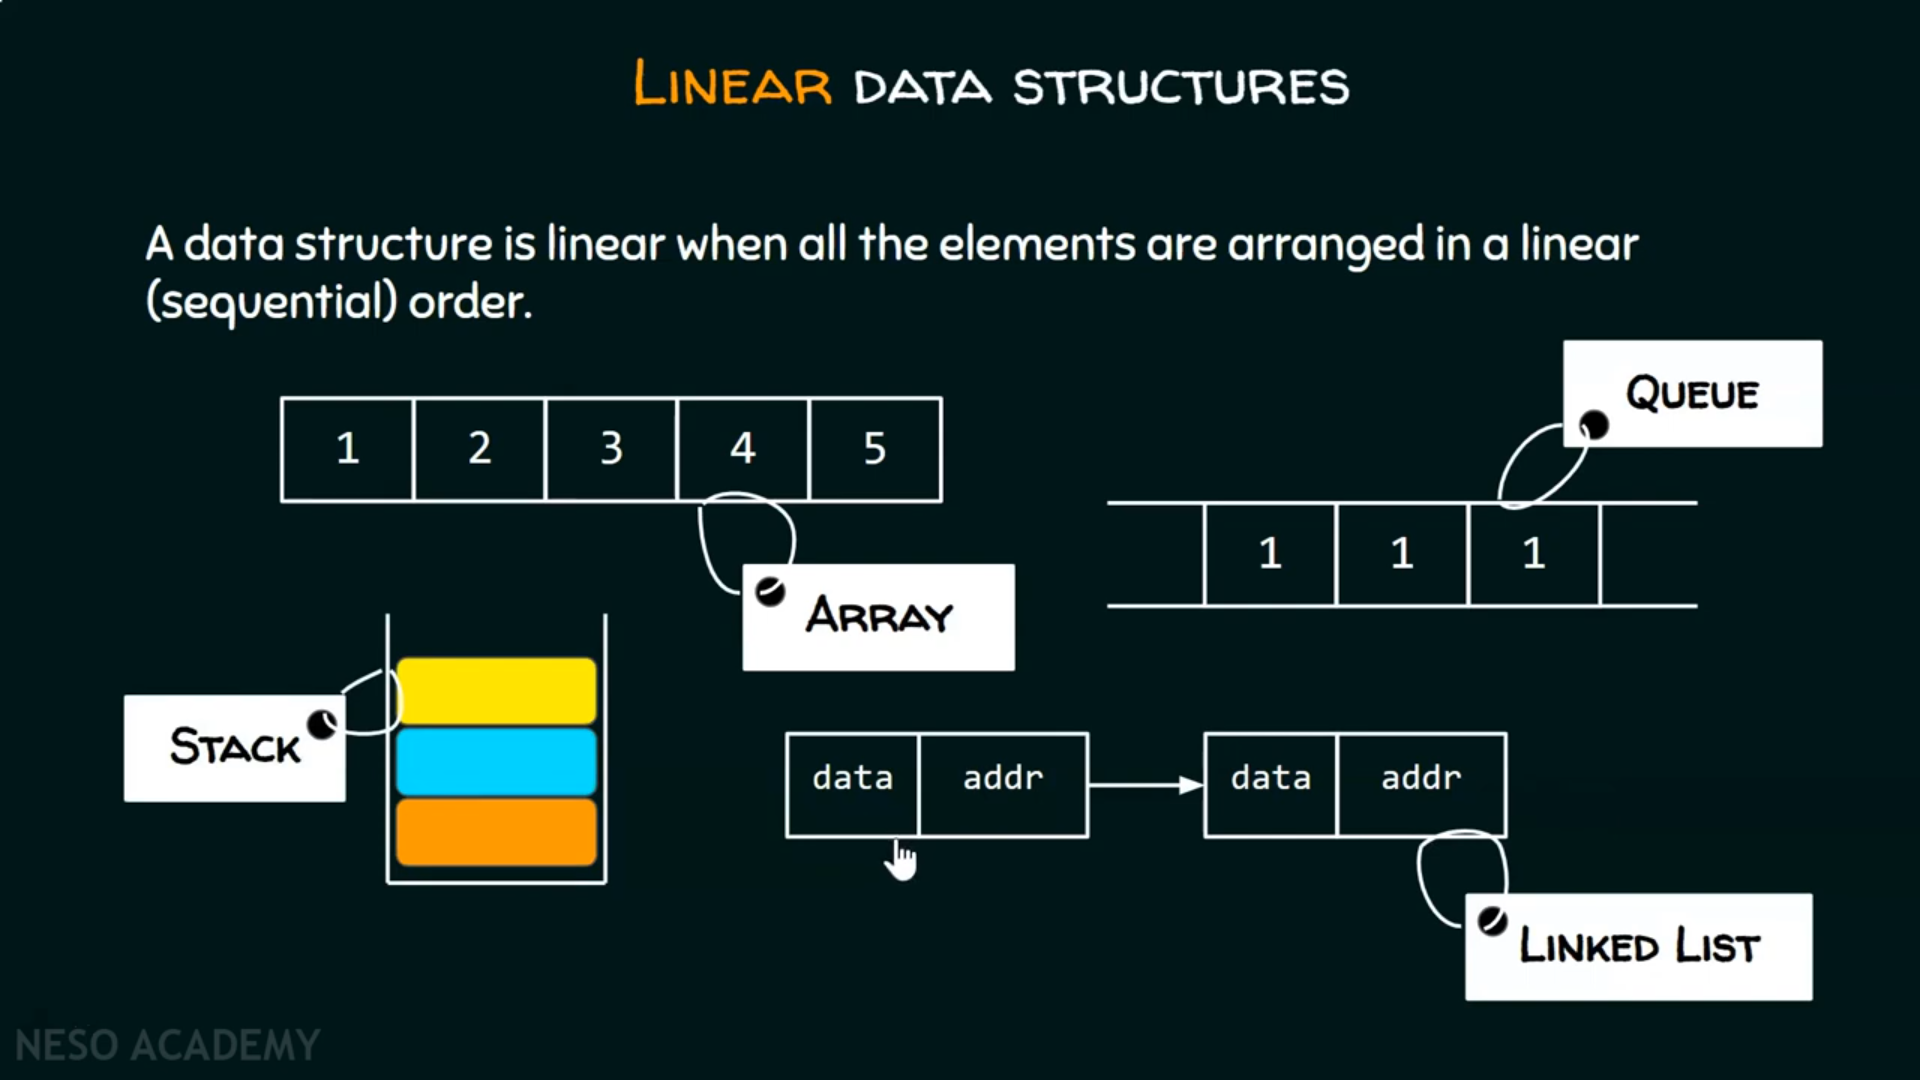 LINEAR DATA STRUCTURES
A data structure is linear when all the elements are arranged in a linear
(sequential) order.
QUEUE
1 2 3 4 5
1 1 1
ARRAY
STACK
data addr data addr
LINKED LIST
NESO ACADEMY